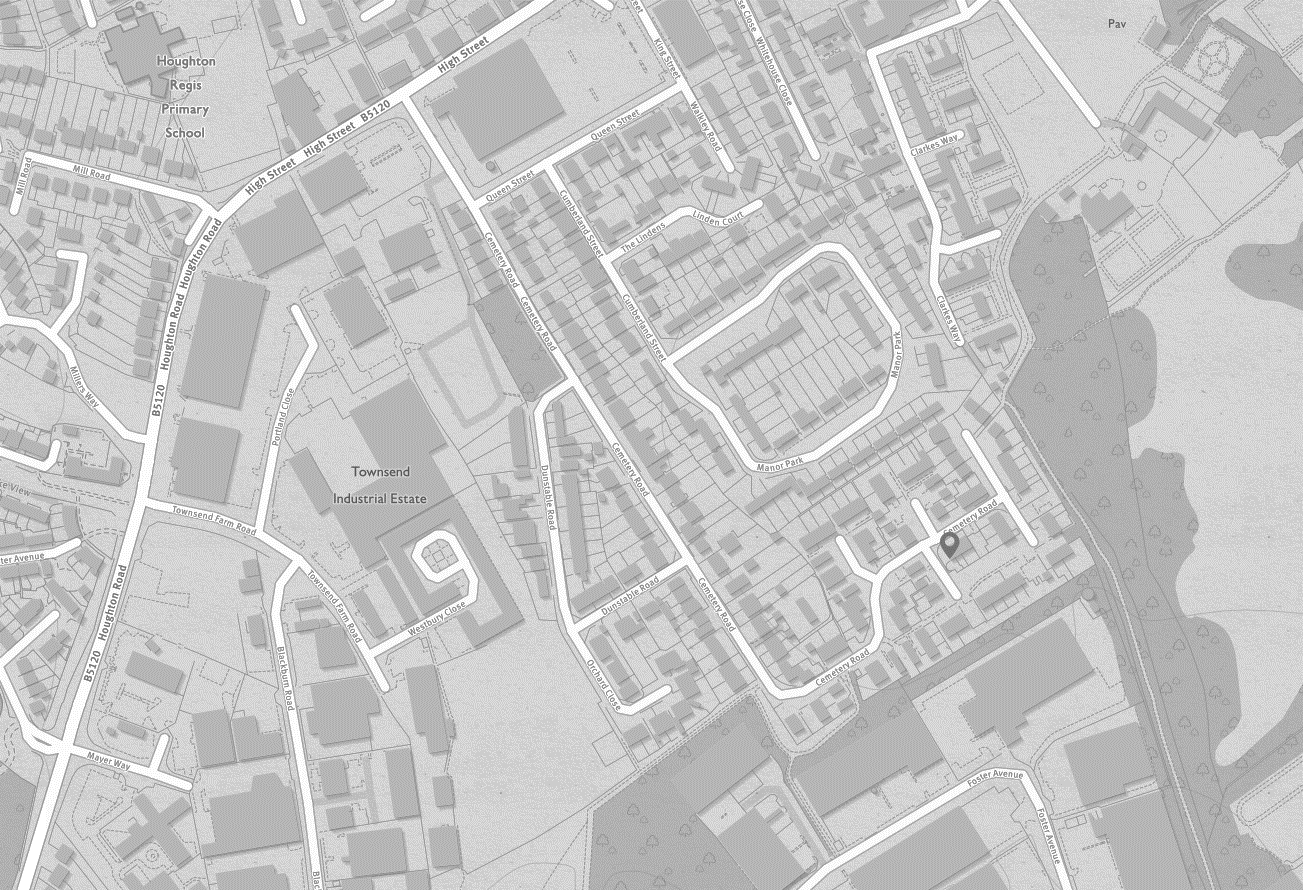 Pav
Houghton
Regis
Primary
School
High Street
King Street
Whitehouse Close
B5120
High Street
High Street
Queen Street
Walkley Road
Clarkes Way
Mill Road
Mill Road
Queen Street
Cumberland Street
The Lindens
Linden Court
Houghton Road
Cemetery Road
Cemetery Road
Cumberland Street
Clarkes Way
Houghton Road
Manor Park
B5120
Millers Way
Portland Close
Manor Park
Townsend
Industrial Estate
Cemetery Road
Dunstable Road
Townsend Farm Road
Cemetery Road
Townsend Farm Road
Houghton Road
Dunstable Road
Cemetery Road
Westbury Close
B5120
Blackburn Road
Orchard Close
Cemetery Road
Mayer Way
Foster Avenue
Foster Avenue